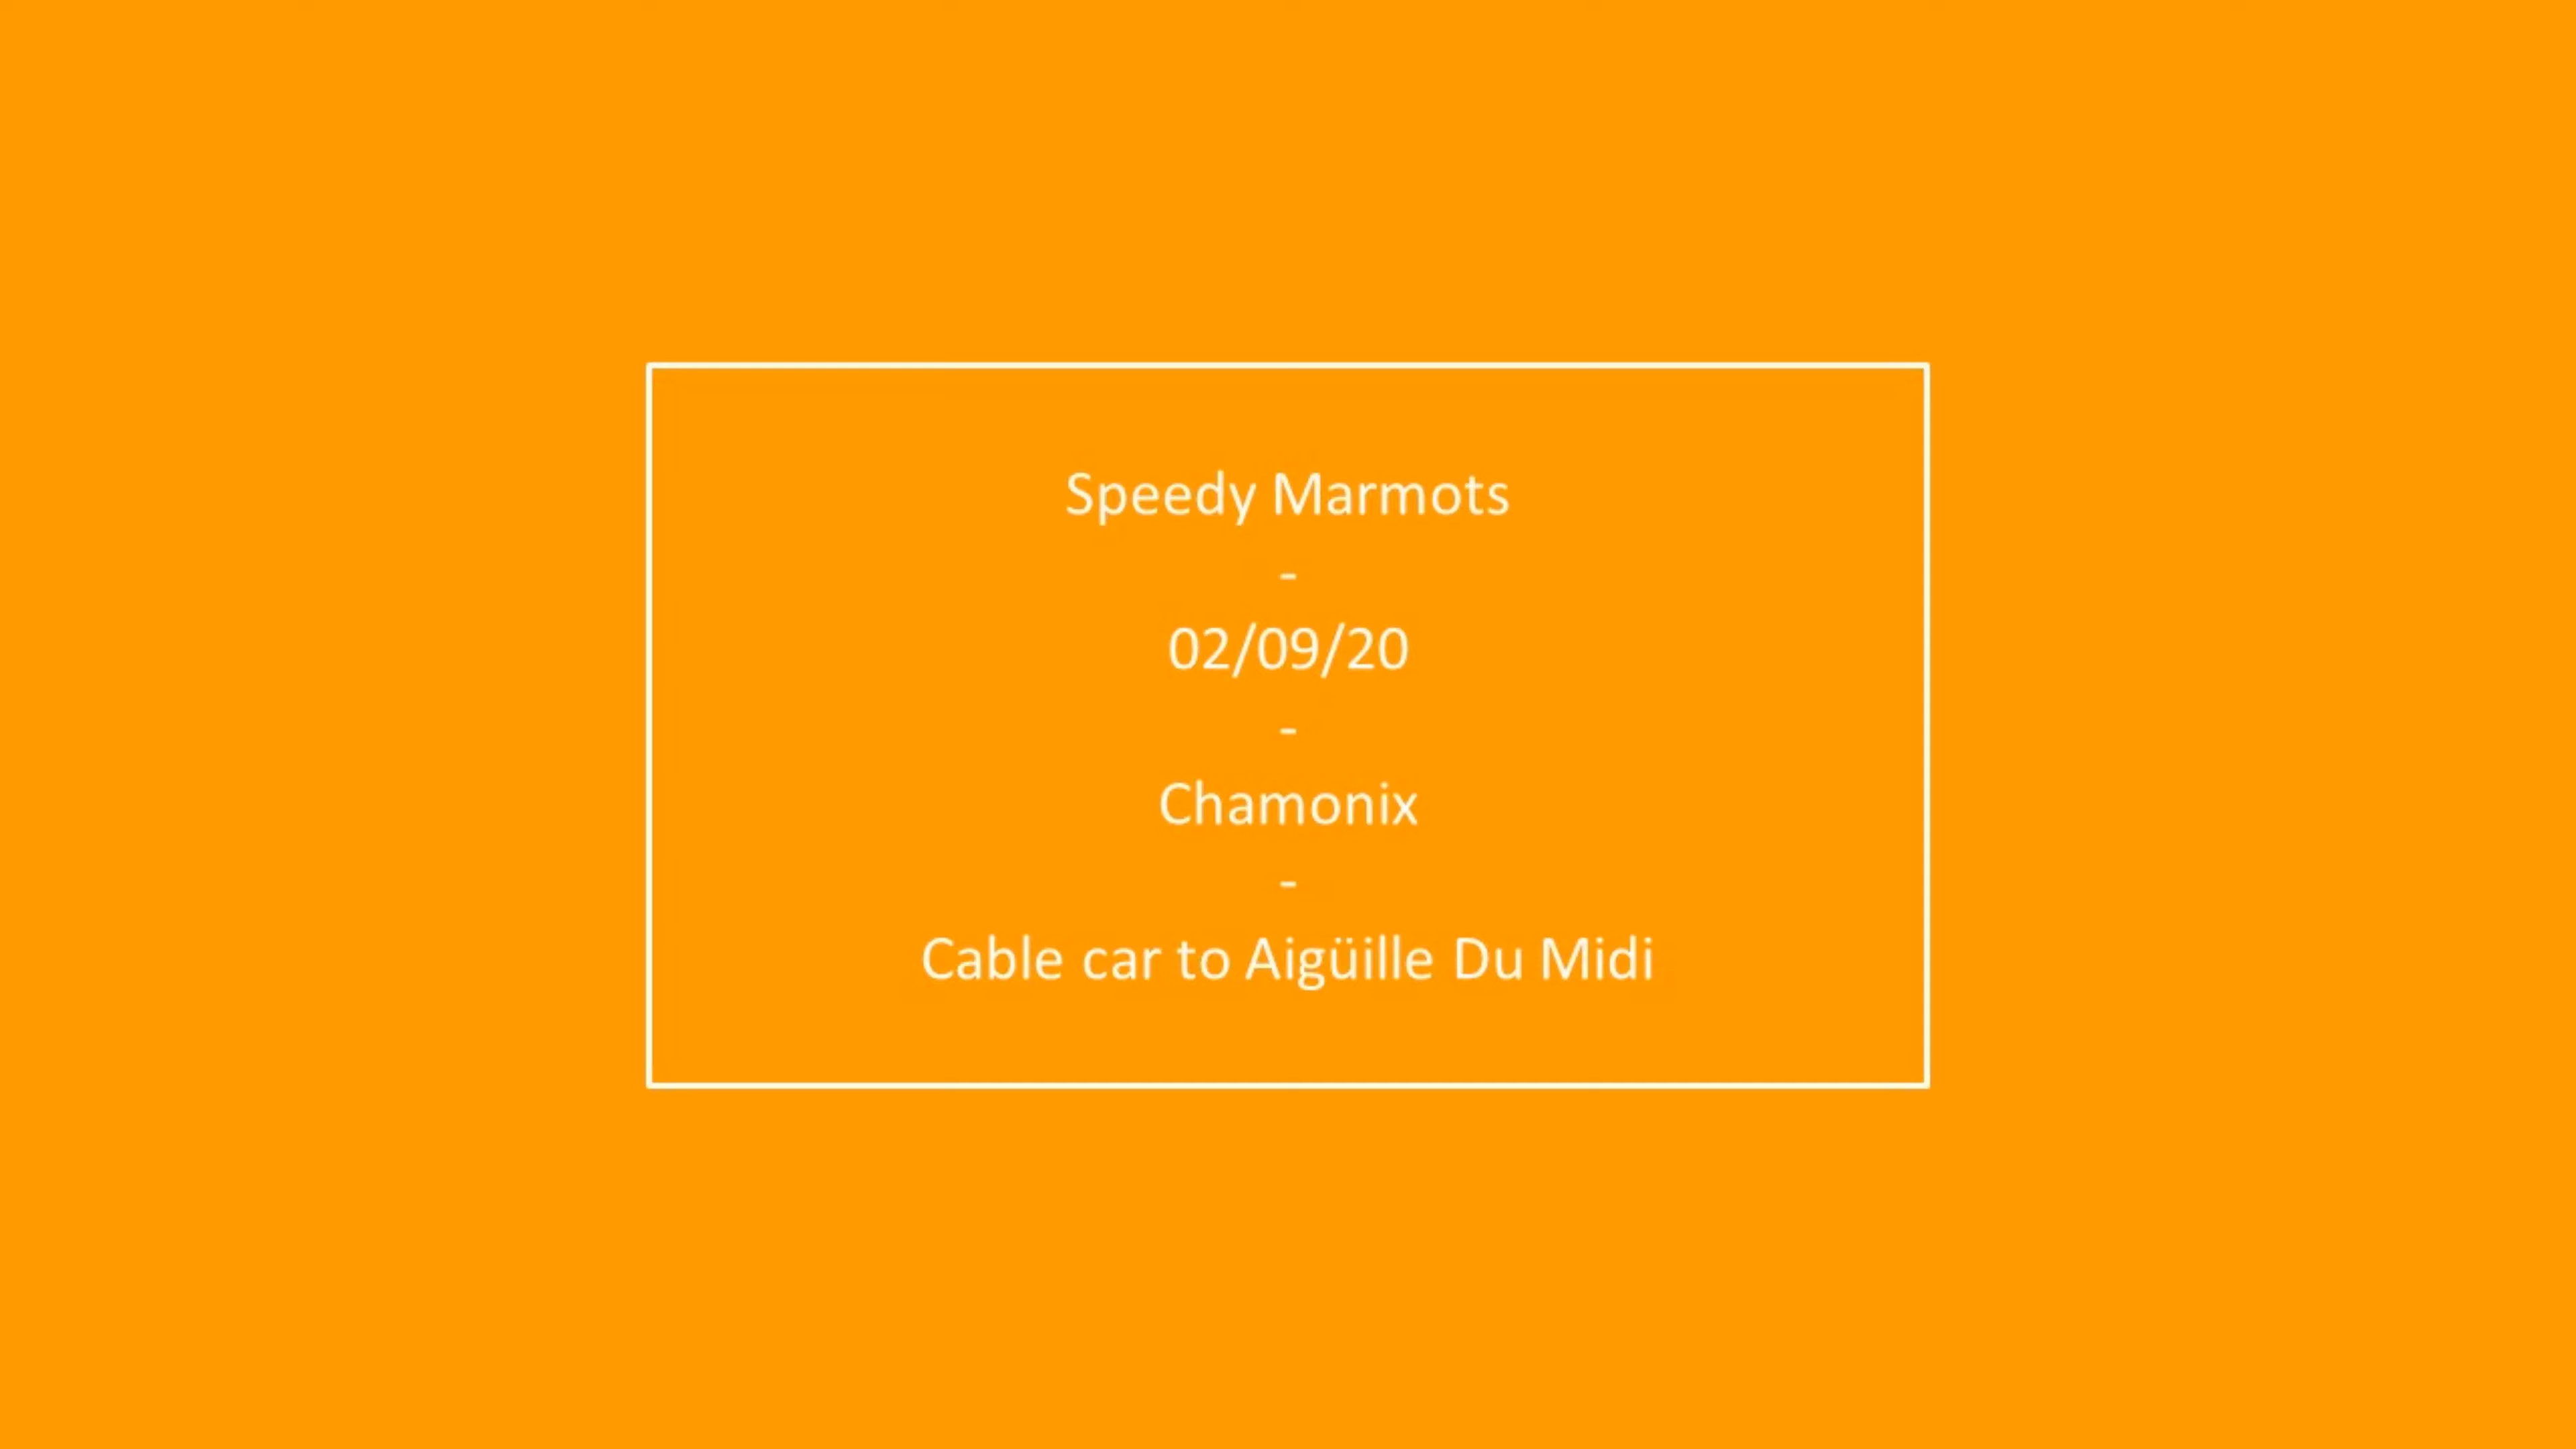 Speedy Marmots
-
02/09/20
-
Chamonix
-
Cable car to Aigüille Du Midi